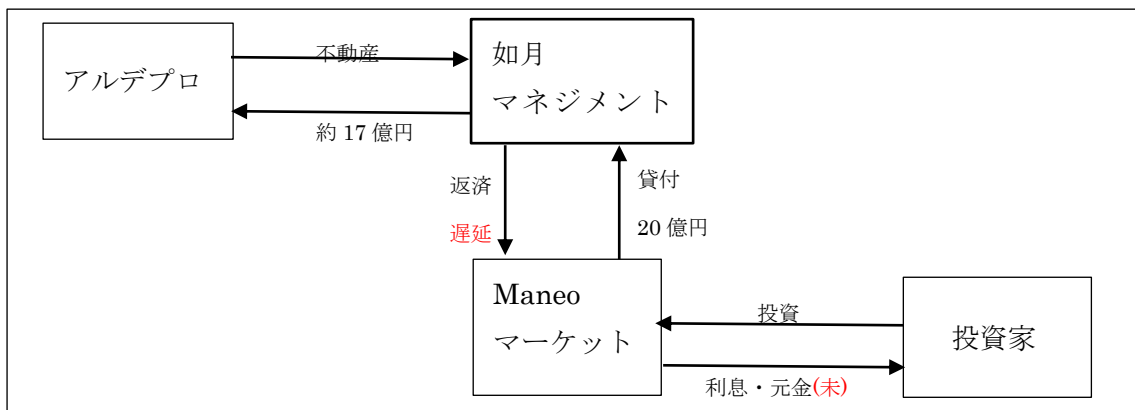 不動産
アルデプロ
如月
マネジメント
約 17 億円
返済
遅延
貸付
20 億円
Maneo
マーケット
投資
投資家
利息・元金(未)